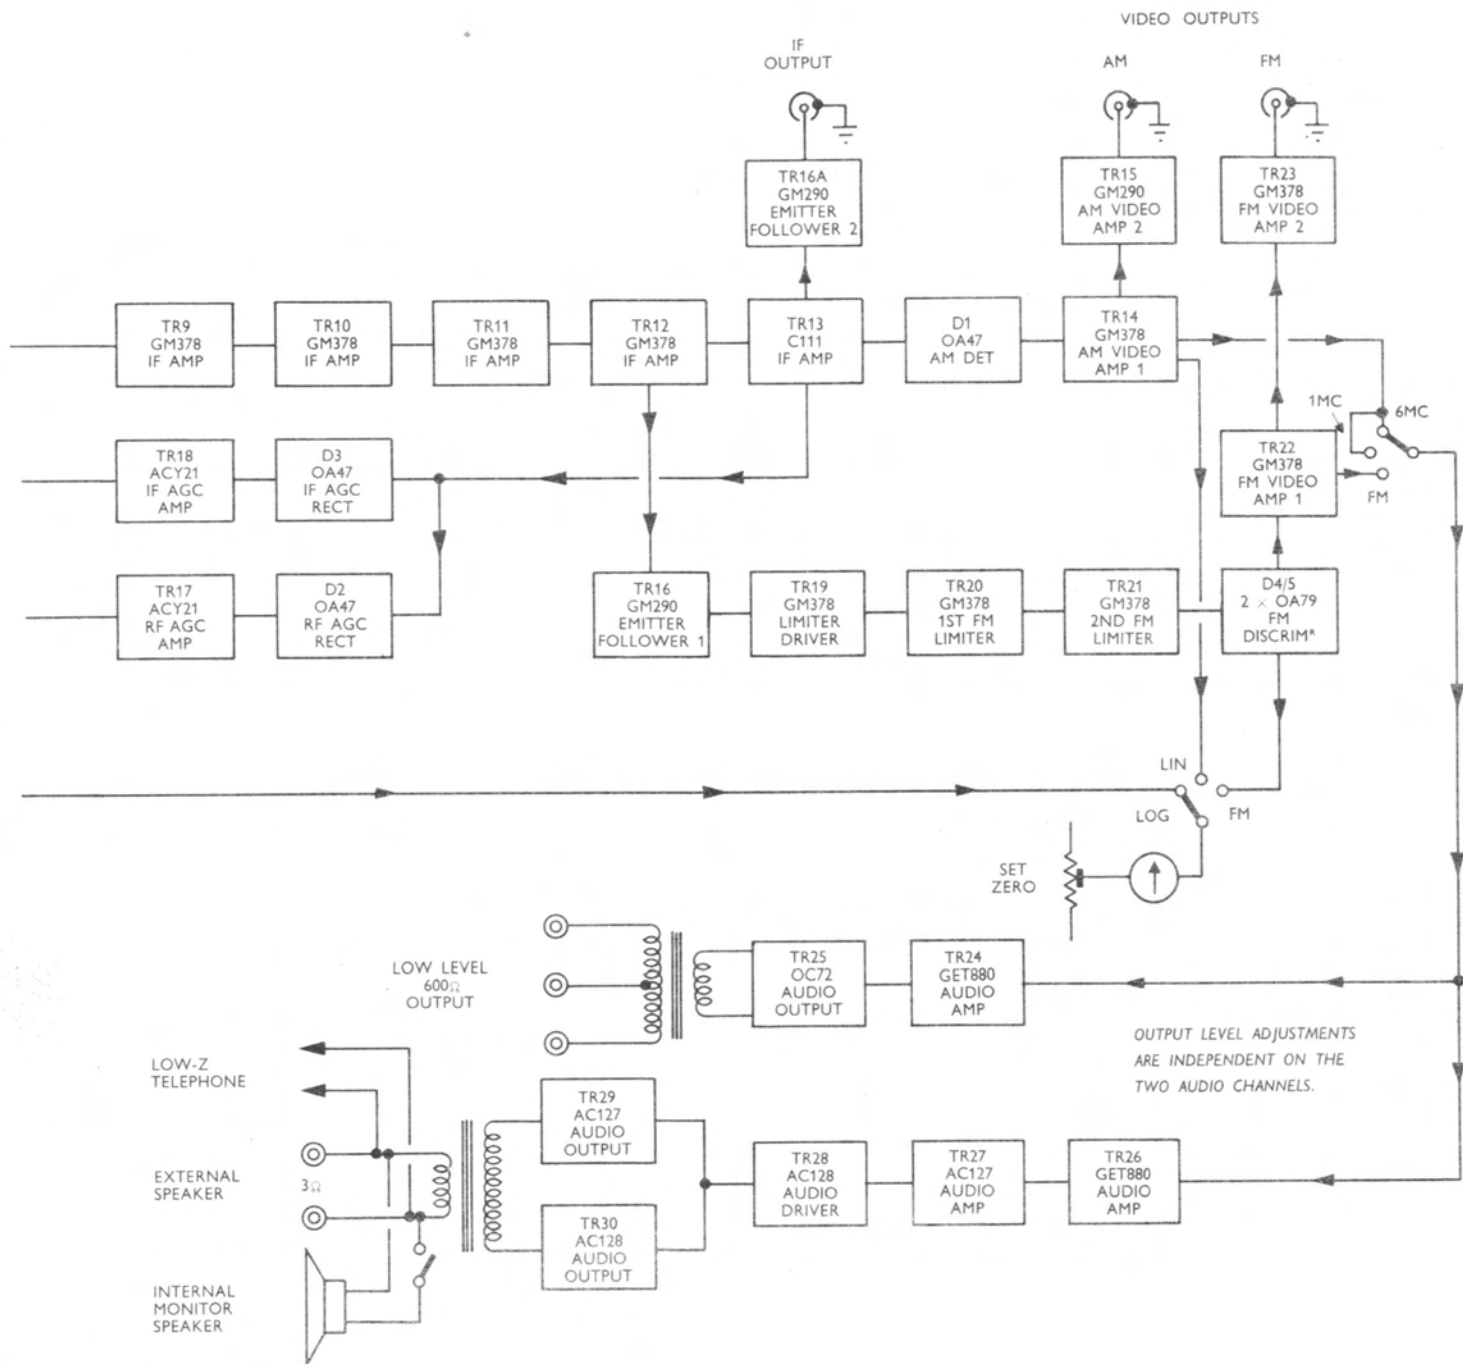 VIDEO OUTPUTS
IF
OUTPUT
AM
FM
TR16A
GM290
EMITTER
FOLLOWER 2
TR15
GM290
AM VIDEO
AMP 2
TR23
GM378
FM VIDEO
AMP 2
TR9
GM378
IF AMP
TR10
GM378
IF AMP
TR11
GM378
IF AMP
TR12
GM378
IF AMP
TR13
C111
IF AMP
D1
OA47
AM DET
TR14
GM378
AM VIDEO
AMP 1
1MC
6MC
FM
TR18
ACY21
IF AGC
AMP
D3
OA47
IF AGC
RECT
TR22
GM378
FM VIDEO
AMP 1
TR17
ACY21
RF AGC
AMP
D2
OA47
RF AGC
RECT
TR16
GM290
EMITTER
FOLLOWER 1
TR19
GM378
LIMITER
DRIVER
TR20
GM378
1ST FM
LIMITER
TR21
GM378
2ND FM
LIMITER
D4/5
2 × OA79
FM
DISCRIMᴿ
LIN
LOG
FM
SET
ZERO
LOW LEVEL
600Ω
OUTPUT
TR25
OC72
AUDIO
OUTPUT
TR24
GET880
AUDIO
AMP
OUTPUT LEVEL ADJUSTMENTS
ARE INDEPENDENT ON THE
TWO AUDIO CHANNELS.
LOW-Z
TELEPHONE
TR29
AC127
AUDIO
OUTPUT
EXTERNAL
SPEAKER
3Ω
TR28
AC128
AUDIO
DRIVER
TR27
AC127
AUDIO
AMP
TR26
GET880
AUDIO
AMP
TR30
AC128
AUDIO
OUTPUT
INTERNAL
MONITOR
SPEAKER